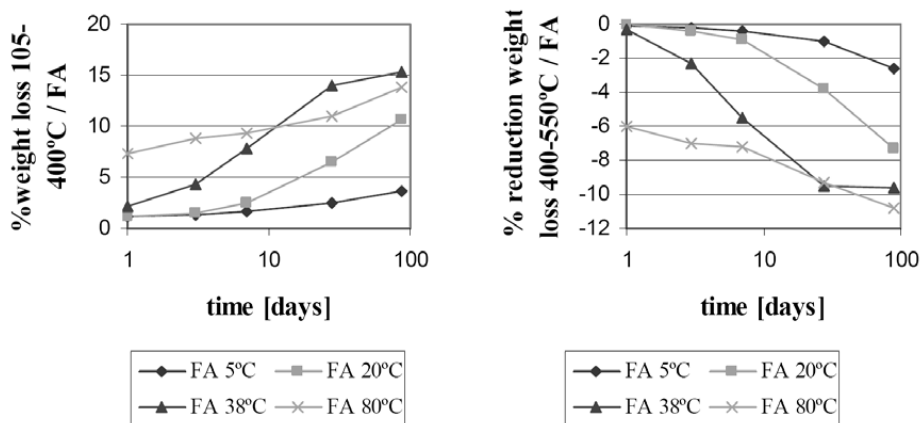 %weight loss 105-
400ºC / FA
20
15
10
5
0
1
10
100
time [days]
FA 5ºC
FA 20ºC
FA 38ºC
FA 80ºC
% reduction weight
loss 400-550ºC / FA
0
-2
-4
-6
-8
-10
-12
1
10
100
time [days]
FA 5ºC
FA 20ºC
FA 38ºC
FA 80ºC